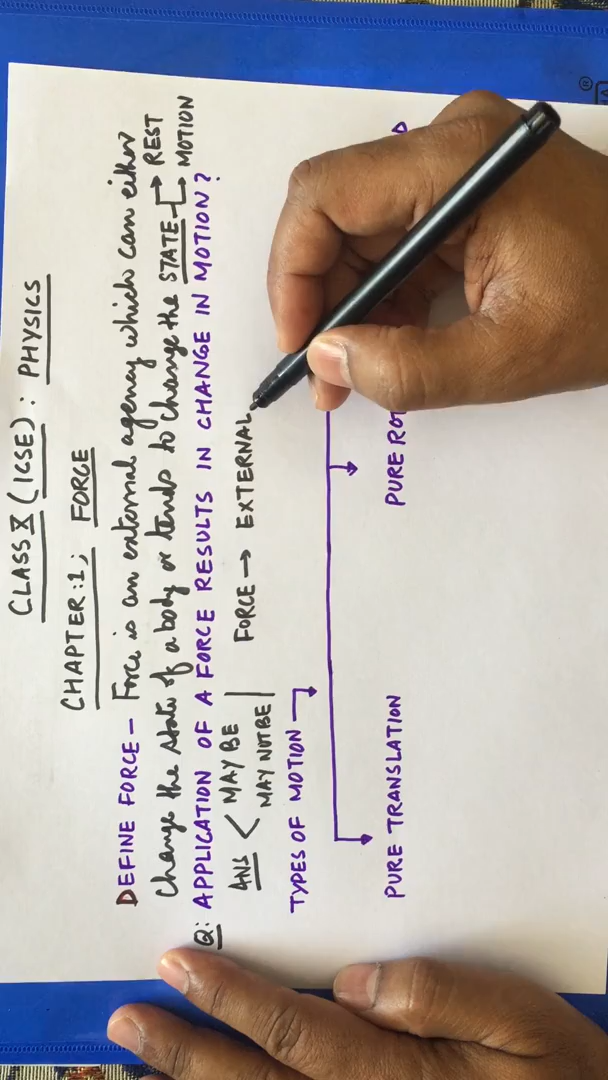 CLASS X (ICSE) : PHYSICS
CHAPTER:1; FORCE
DEFINE FORCE - Force is an external agency which can either
change the state of a body or tends to change the STATE → REST
→ MOTION
Q: APPLICATION OF A FORCE RESULTS IN CHANGE IN MOTION?
ANS < MAY BE
MAY NOT BE
FORCE → EXTERNAL
TYPES OF MOTION
PURE TRANSLATION
PURE